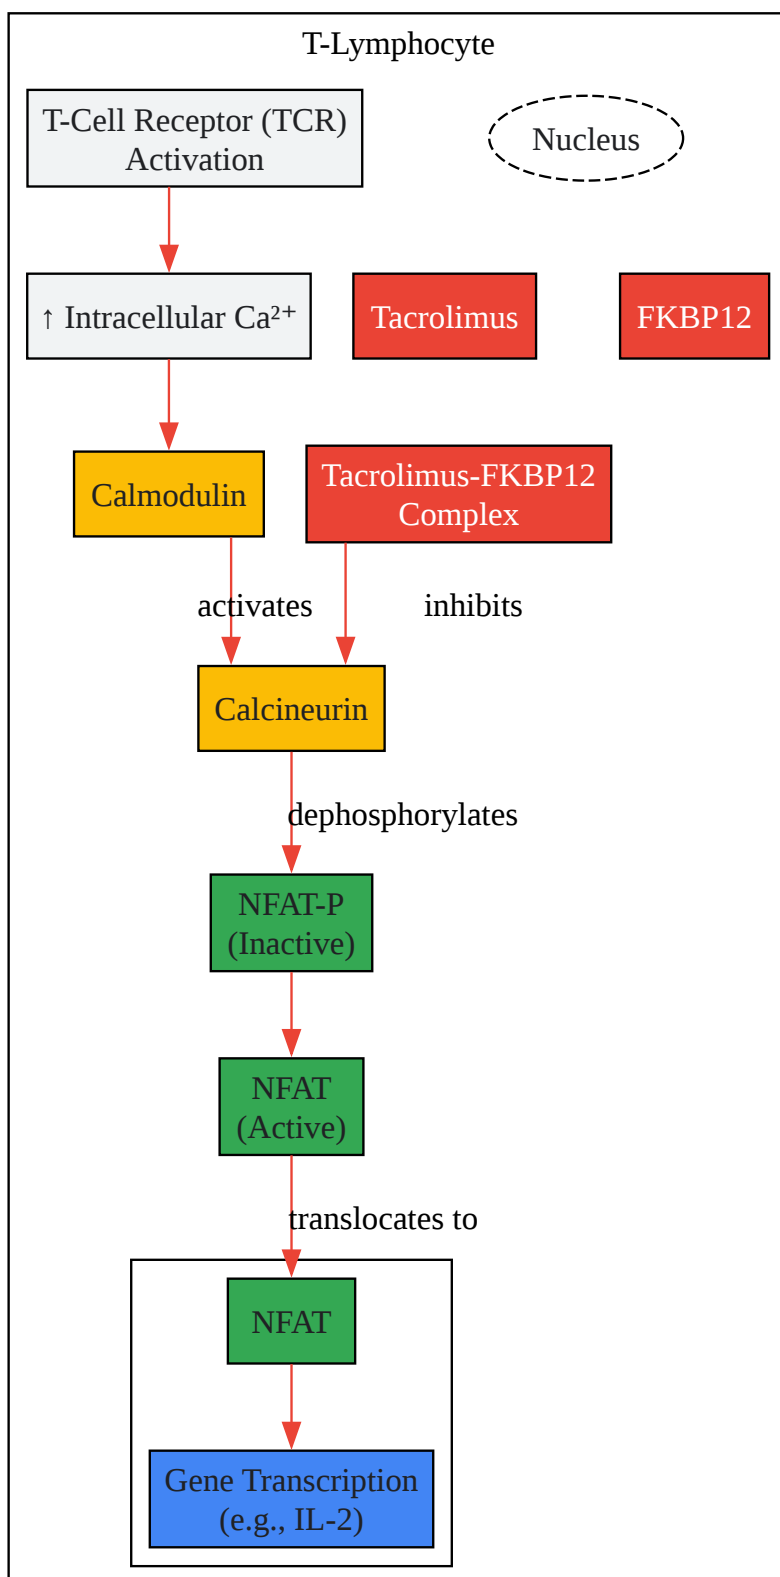 T-Lymphocyte
T-Cell Receptor (TCR)
Activation
Nucleus
↑ Intracellular Ca²⁺
Tacrolimus
FKBP12
Calmodulin
Tacrolimus-FKBP12
Complex
activates
inhibits
Calcineurin
dephosphorylates
NFAT-P
(Inactive)
NFAT
(Active)
translocates to
NFAT
Gene Transcription
(e.g., IL-2)